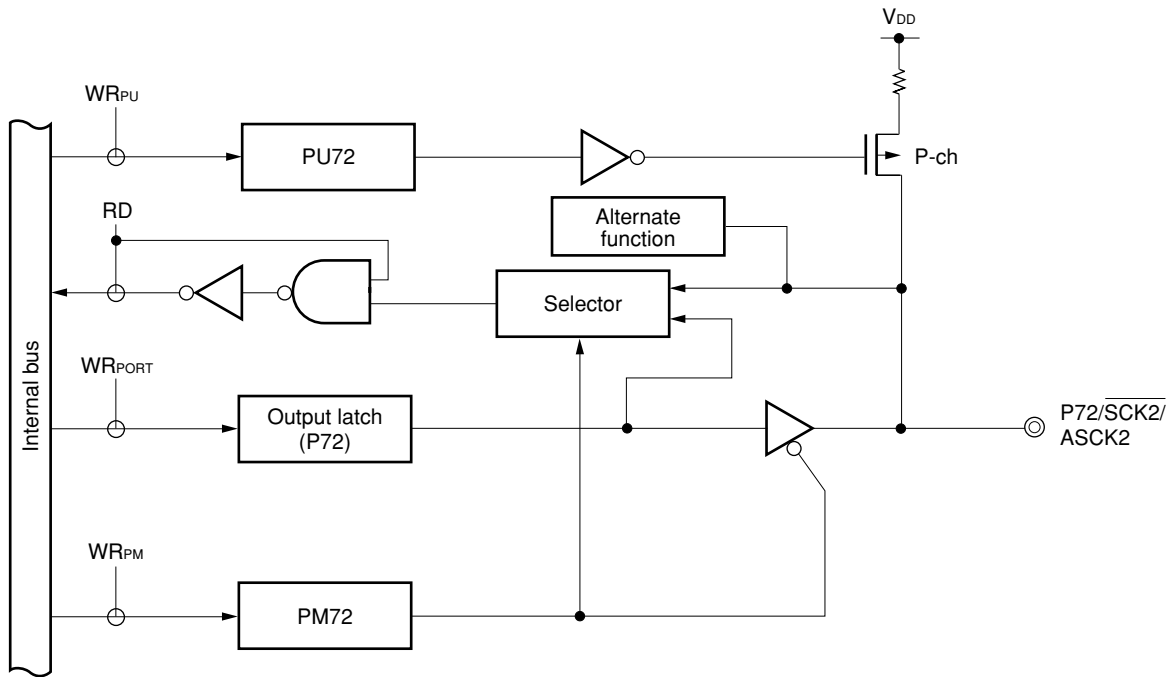 VDD
WRPU
PU72
P-ch
RD
Alternate
function
Selector
WRPORT
Internal bus
Output latch
(P72)
P72/SCK2/
ASCK2
WRPM
PM72